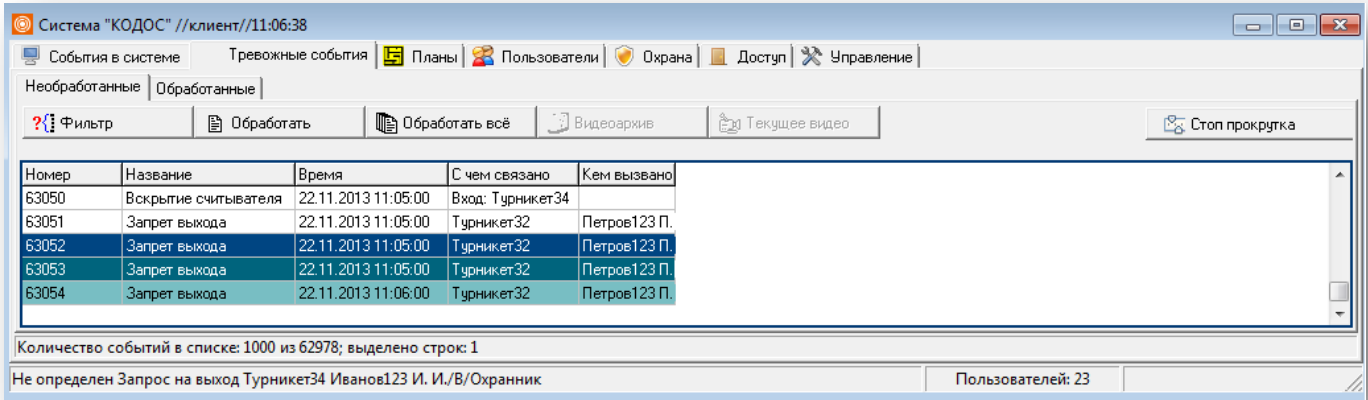 Система "КОДОС" //клиент//11:06:38
События в системе Тревожные события Планы Пользователи Охрана Доступ Управление
Необработанные Обработанные
?{ Фильтр Обработать Обработать всё Видеоархив Текущее видео Стоп прокрутка
Номер Название Время С чем связано Кем вызвано
63050 Вскрытие считывателя 22.11.2013 11:05:00 Вход: Турникет34
63051 Запрет выхода 22.11.2013 11:05:00 Турникет32 Петров123 П.
63052 Запрет выхода 22.11.2013 11:05:00 Турникет32 Петров123 П.
63053 Запрет выхода 22.11.2013 11:05:00 Турникет32 Петров123 П.
63054 Запрет выхода 22.11.2013 11:06:00 Турникет32 Петров123 П.
Количество событий в списке: 1000 из 62978; выделено строк: 1
Не определен Запрос на выход Турникет34 Иванов123 И. И./В/Охранник Пользователей: 23